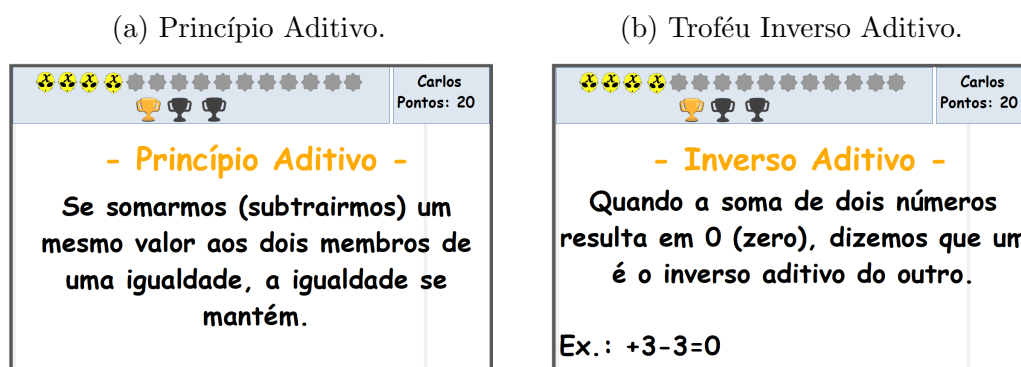 (a) Princípio Aditivo.
Carlos
Pontos: 20
- Princípio Aditivo -
Se somarmos (subtrairmos) um
mesmo valor aos dois membros de
uma igualdade, a igualdade se
mantém.
(b) Troféu Inverso Aditivo.
Carlos
Pontos: 20
- Inverso Aditivo -
Quando a soma de dois números
resulta em 0 (zero), dizemos que um
é o inverso aditivo do outro.
Ex.: +3-3=0